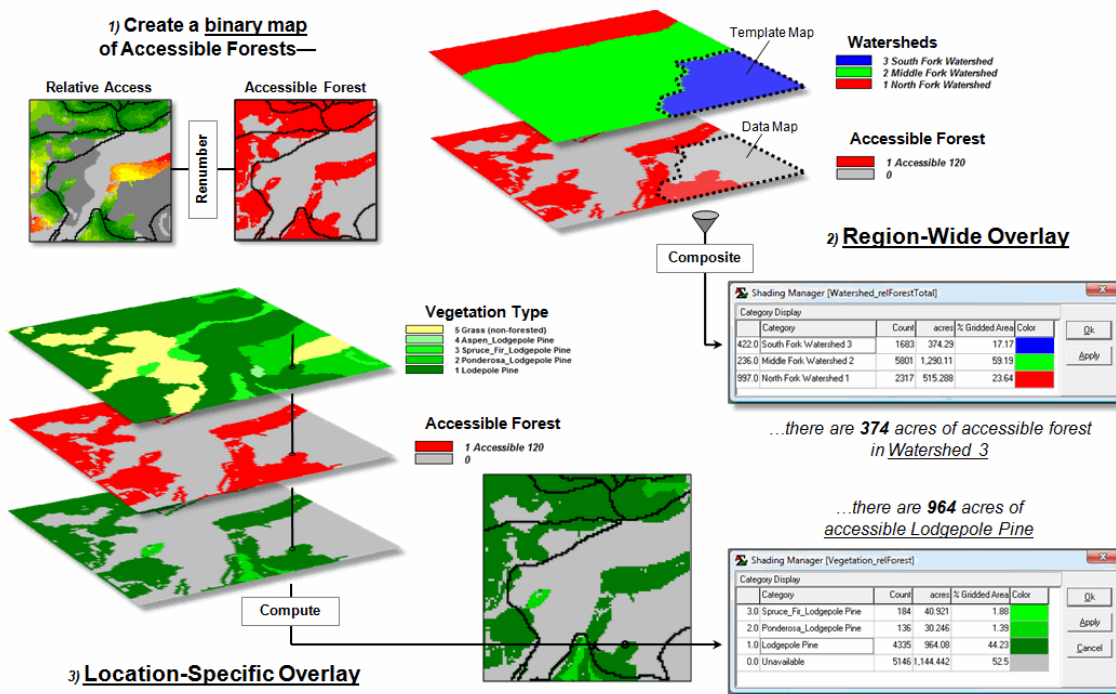 1) Create a binary map
of Accessible Forests—
Relative Access
Accessible Forest
Renumber
Template Map
Watersheds
3 South Fork Watershed
2 Middle Fork Watershed
1 North Fork Watershed
Data Map
Accessible Forest
1 Accessible 120
0
2) Region-Wide Overlay
Composite
Shading Manager [Watershed_relForestTotal]
Category Display
Category Count acres % Gridded Area Color
422.0 South Fork Watershed 3 1683 374.29 17.17
236.0 Middle Fork Watershed 2 5801 1,290.11 59.19
997.0 North Fork Watershed 1 2317 515.288 23.64
Ok
Apply
…there are 374 acres of accessible forest
in Watershed 3
Vegetation Type
5 Grass (non-forested)
4 Aspen_Lodgepole Pine
3 Spruce_Fir_Lodgepole Pine
2 Ponderosa_Lodgepole Pine
1 Lodepole Pine
Accessible Forest
1 Accessible 120
0
…there are 964 acres of
accessible Lodgepole Pine
Shading Manager [Vegetation_relForest]
Category Display
Category Count acres % Gridded Area Color
3.0 Spruce_Fir_Lodgepole Pine 184 40.921 1.88
2.0 Ponderosa_Lodgepole Pine 136 30.246 1.39
1.0 Lodgepole Pine 4335 964.08 44.23
0.0 Unavailable 5146 1,144.442 52.5
Ok
Apply
Cancel
Compute
3) Location-Specific Overlay